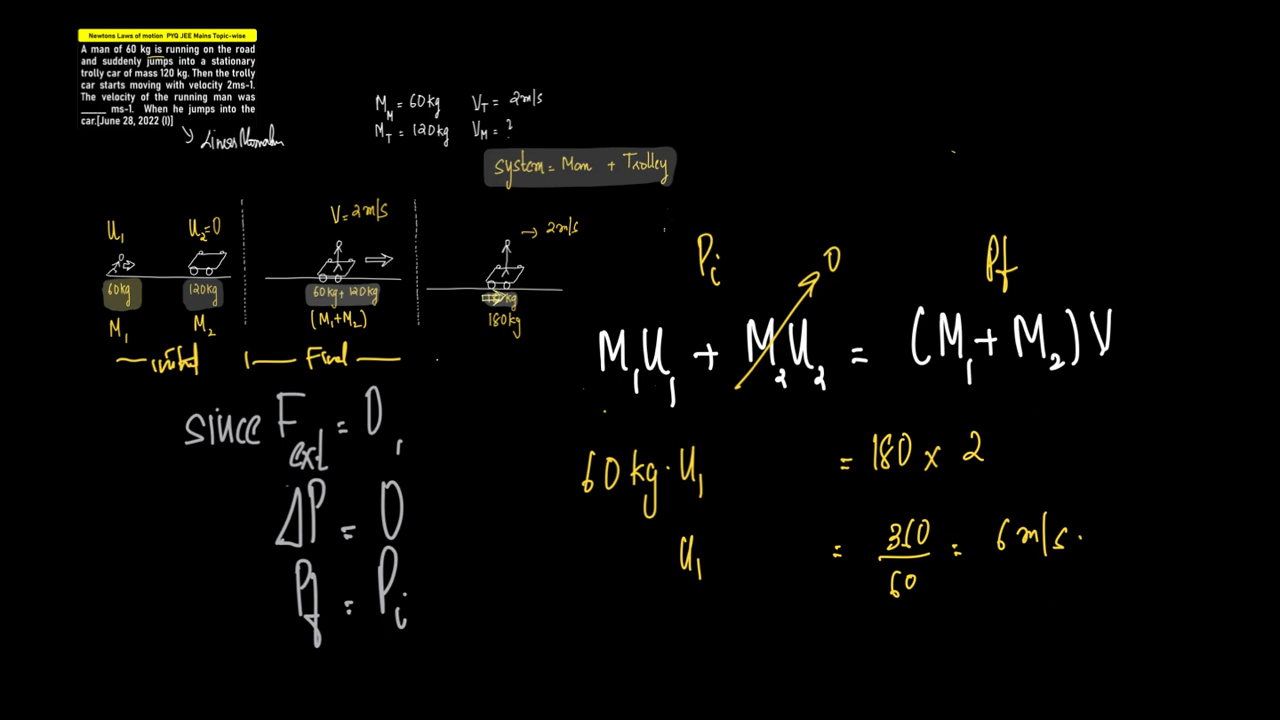 Newtons Laws of motion PYQ JEE Mains Topic-wise
A man of 60 kg is running on the road
and suddenly jumps into a stationary
trolly car of mass 120 kg. Then the trolly
car starts moving with velocity 2ms-1.
The velocity of the running man was
____ ms-1. When he jumps into the
car.[June 28, 2022 (I)]
Linear
M_M = 60kg V_T = 2m/s
M_T = 120kg V_M = ?
system = Man + Trolley
U_1 U_2=0
V=2m/s
→ 2m/s
60kg 120kg
60kg+120kg
(M_1+M_2)
180kg
M_1 M_2
initial Final
since F_ext = 0,
ΔP = 0
Pf = P_i
P_i 0 Pf
M_1U_1 + M_2U_2 = (M_1+M_2)V
60kg·U_1 = 180 × 2
U_1 = 360/60 = 6 m/s.